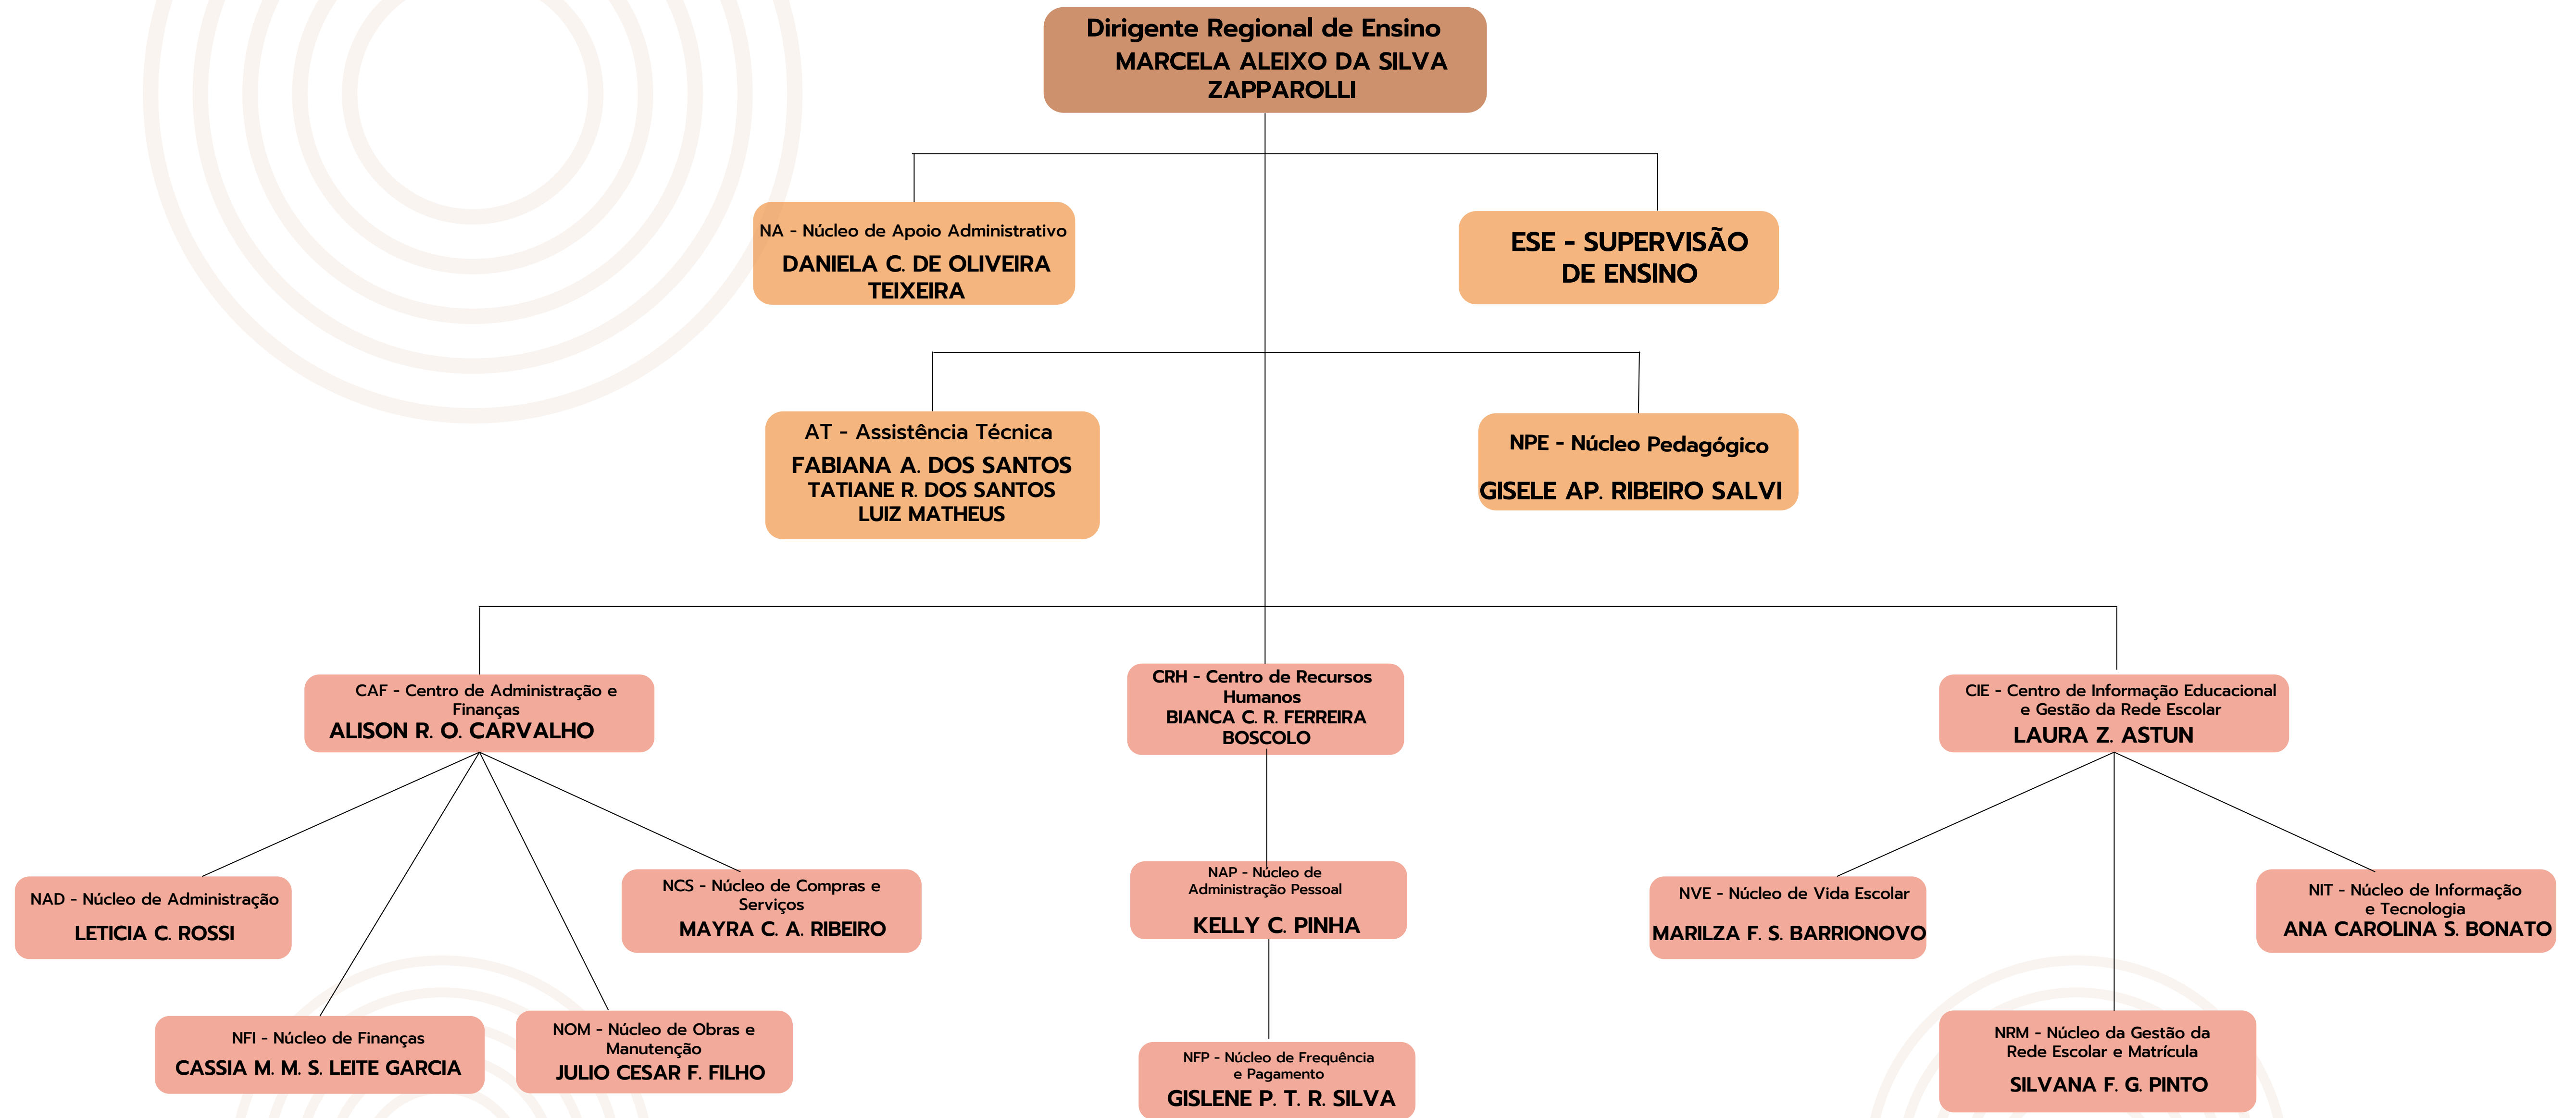 Dirigente Regional de Ensino
MARCELA ALEIXO DA SILVA
ZAPPAROLLI
NA - Núcleo de Apoio Administrativo
DANIELA C. DE OLIVEIRA
TEIXEIRA
ESE - SUPERVISÃO
DE ENSINO
AT - Assistência Técnica
FABIANA A. DOS SANTOS
TATIANE R. DOS SANTOS
LUIZ MATHEUS
NPE - Núcleo Pedagógico
GISELE AP. RIBEIRO SALVI
CAF - Centro de Administração e
Finanças
ALISON R. O. CARVALHO
CRH - Centro de Recursos
Humanos
BIANCA C. R. FERREIRA
BOSCOLO
CIE - Centro de Informação Educacional
e Gestão da Rede Escolar
LAURA Z. ASTUN
NAD - Núcleo de Administração
LETICIA C. ROSSI
NCS - Núcleo de Compras e
Serviços
MAYRA C. A. RIBEIRO
NAP - Núcleo de
Administração Pessoal
KELLY C. PINHA
NVE - Núcleo de Vida Escolar
MARILZA F. S. BARRIONOVO
NIT - Núcleo de Informação
e Tecnologia
ANA CAROLINA S. BONATO
NFI - Núcleo de Finanças
CASSIA M. M. S. LEITE GARCIA
NOM - Núcleo de Obras e
Manutenção
JULIO CESAR F. FILHO
NFP - Núcleo de Frequência
e Pagamento
GISLENE P. T. R. SILVA
NRM - Núcleo da Gestão da
Rede Escolar e Matrícula
SILVANA F. G. PINTO